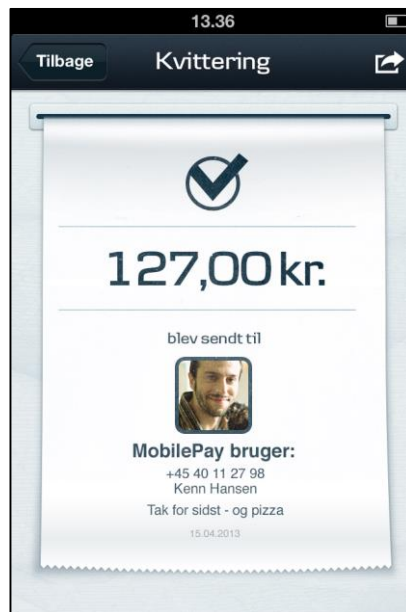 13.36
Tilbage
Kvittering
127,00 kr.
blev sendt til
MobilePay bruger:
+45 40 11 27 98
Kenn Hansen
Tak for sidst - og pizza
15.04.2013